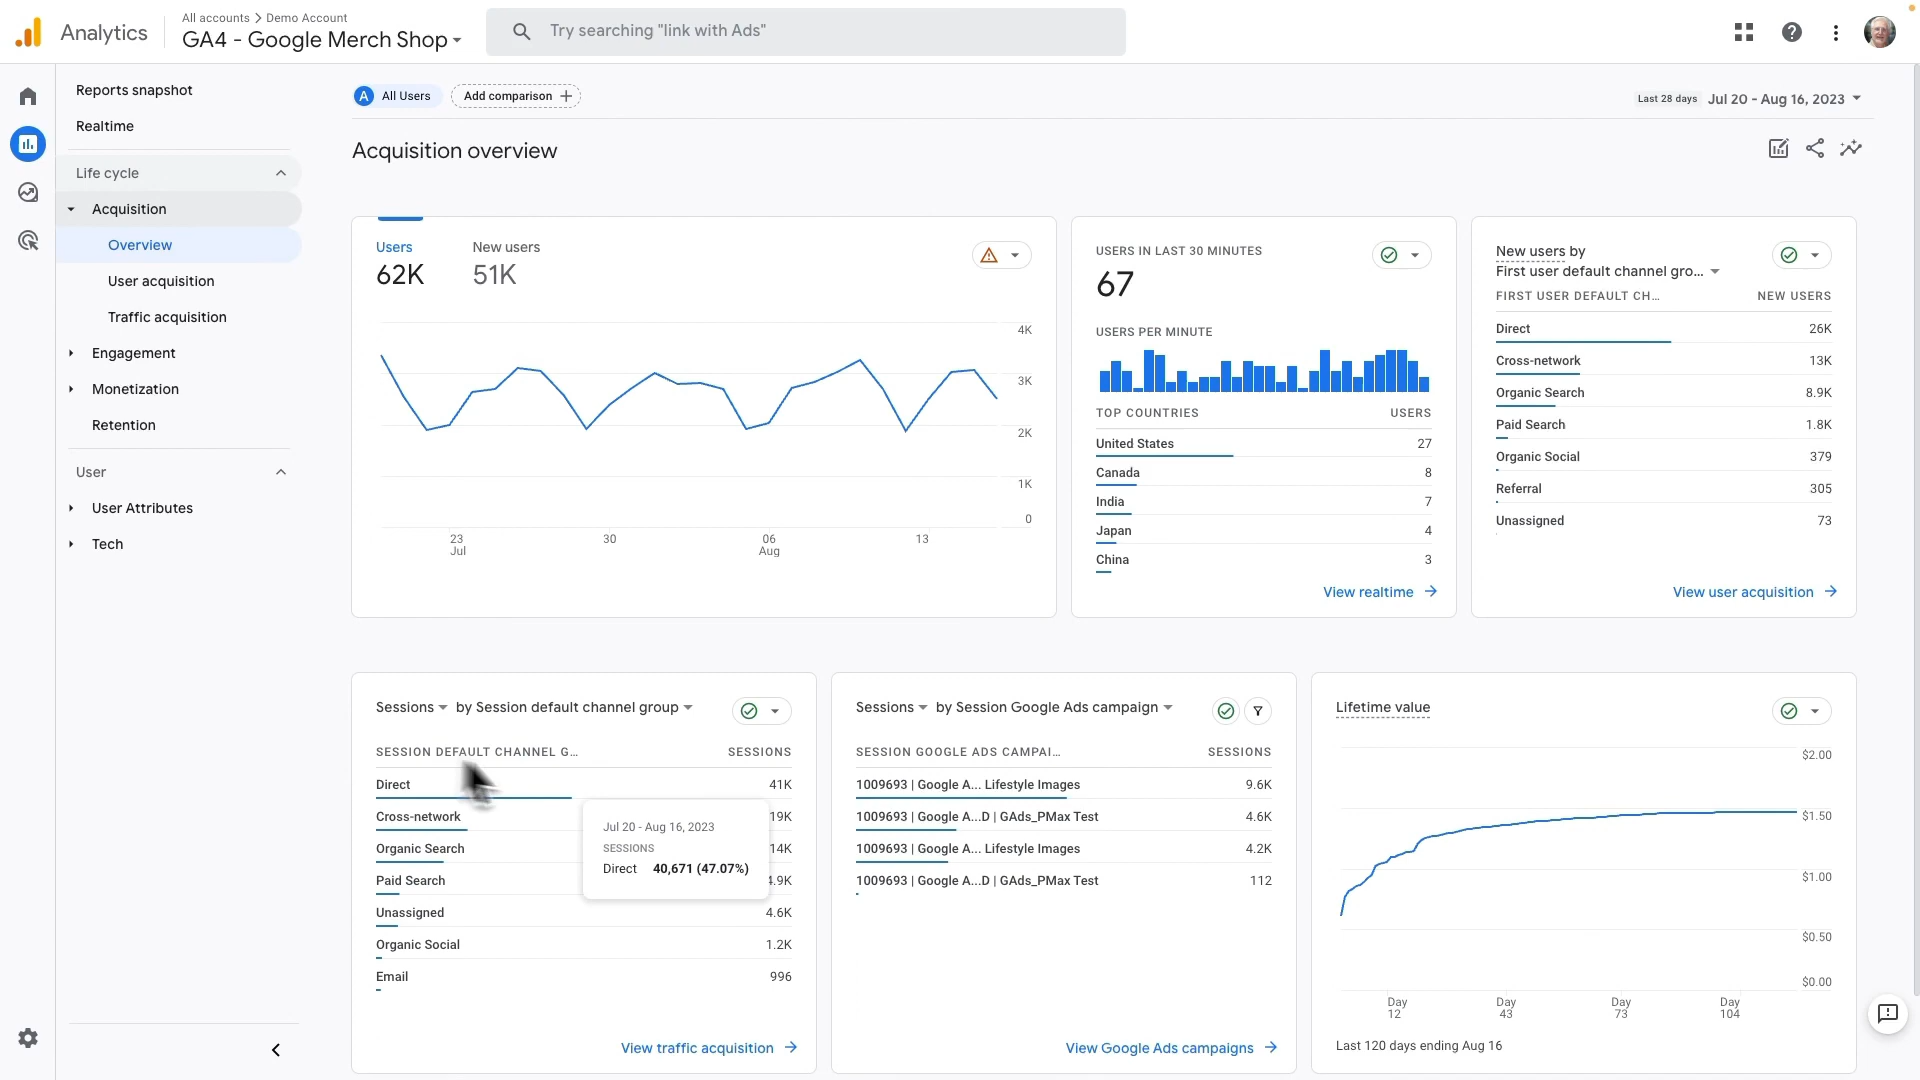 Analytics
All accounts > Demo Account
GA4 - Google Merch Shop
Try searching "link with Ads"
Reports snapshot
Realtime
Life cycle
Acquisition
Overview
User acquisition
Traffic acquisition
Engagement
Monetization
Retention
User
User Attributes
Tech
A All Users
Add comparison +
Last 28 days Jul 20 - Aug 16, 2023
Acquisition overview
Users
62K
New users
51K
4K
3K
2K
1K
0
23
Jul
30
06
Aug
13
USERS IN LAST 30 MINUTES
67
USERS PER MINUTE
TOP COUNTRIES USERS
United States 27
Canada 8
India 7
Japan 4
China 3
View realtime
New users by
First user default channel gro...
FIRST USER DEFAULT CH... NEW USERS
Direct 26K
Cross-network 13K
Organic Search 8.9K
Paid Search 1.8K
Organic Social 379
Referral 305
Unassigned 73
View user acquisition
Sessions by Session default channel group
SESSION DEFAULT CHANNEL G... SESSIONS
Direct 41K
Cross-network 19K
Organic Search 14K
Paid Search 4.9K
Unassigned 4.6K
Organic Social 1.2K
Email 996
Jul 20 - Aug 16, 2023
SESSIONS
Direct 40,671 (47.07%)
View traffic acquisition
Sessions by Session Google Ads campaign
SESSION GOOGLE ADS CAMPAI... SESSIONS
1009693 | Google A... Lifestyle Images 9.6K
1009693 | Google A...D | GAds_PMax Test 4.6K
1009693 | Google A... Lifestyle Images 4.2K
1009693 | Google A...D | GAds_PMax Test 112
View Google Ads campaigns
Lifetime value
$2.00
$1.50
$1.00
$0.50
$0.00
Day
12
Day
43
Day
73
Day
104
Last 120 days ending Aug 16